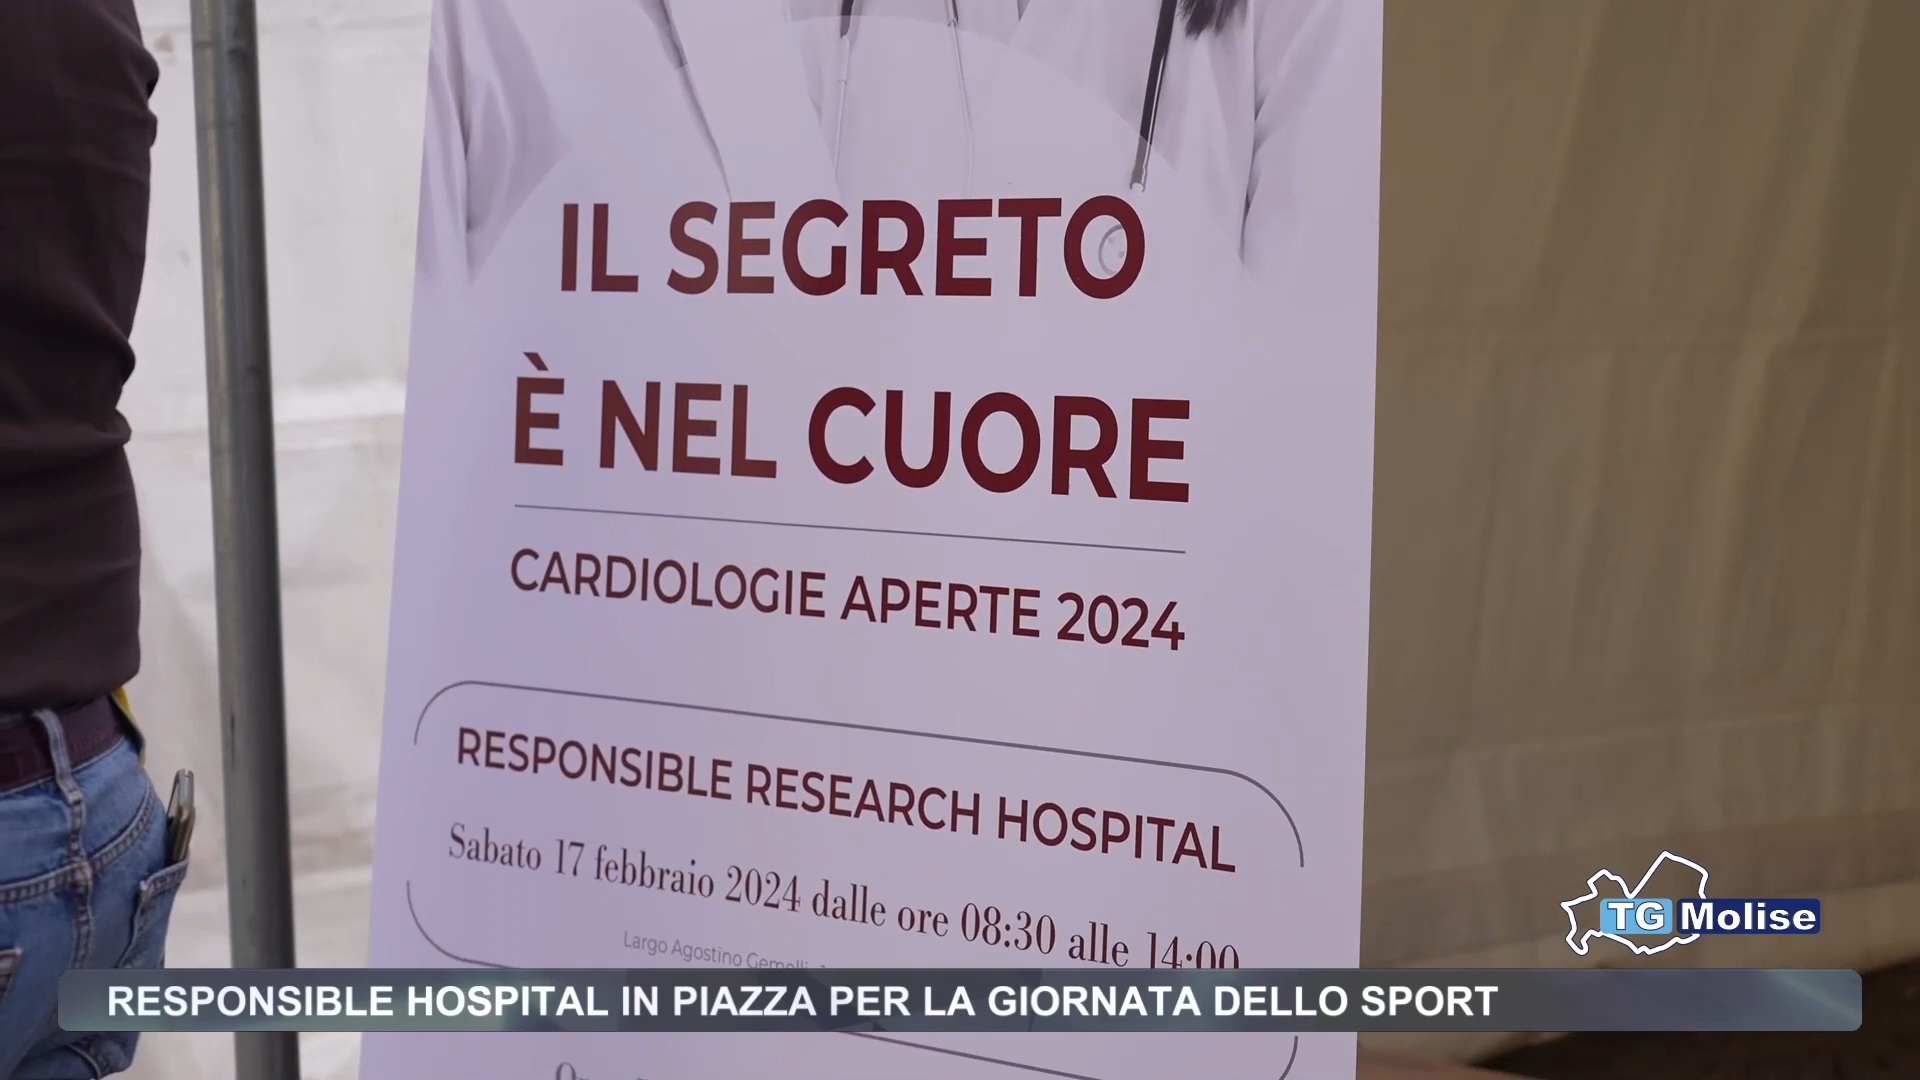 IL SEGRETO
È NEL CUORE
CARDIOLOGIE APERTE 2024
RESPONSIBLE RESEARCH HOSPITAL
Sabato 17 febbraio 2024 dalle ore 08:30 alle 14:00
Largo Agostino Gemelli
TG Molise
RESPONSIBLE HOSPITAL IN PIAZZA PER LA GIORNATA DELLO SPORT